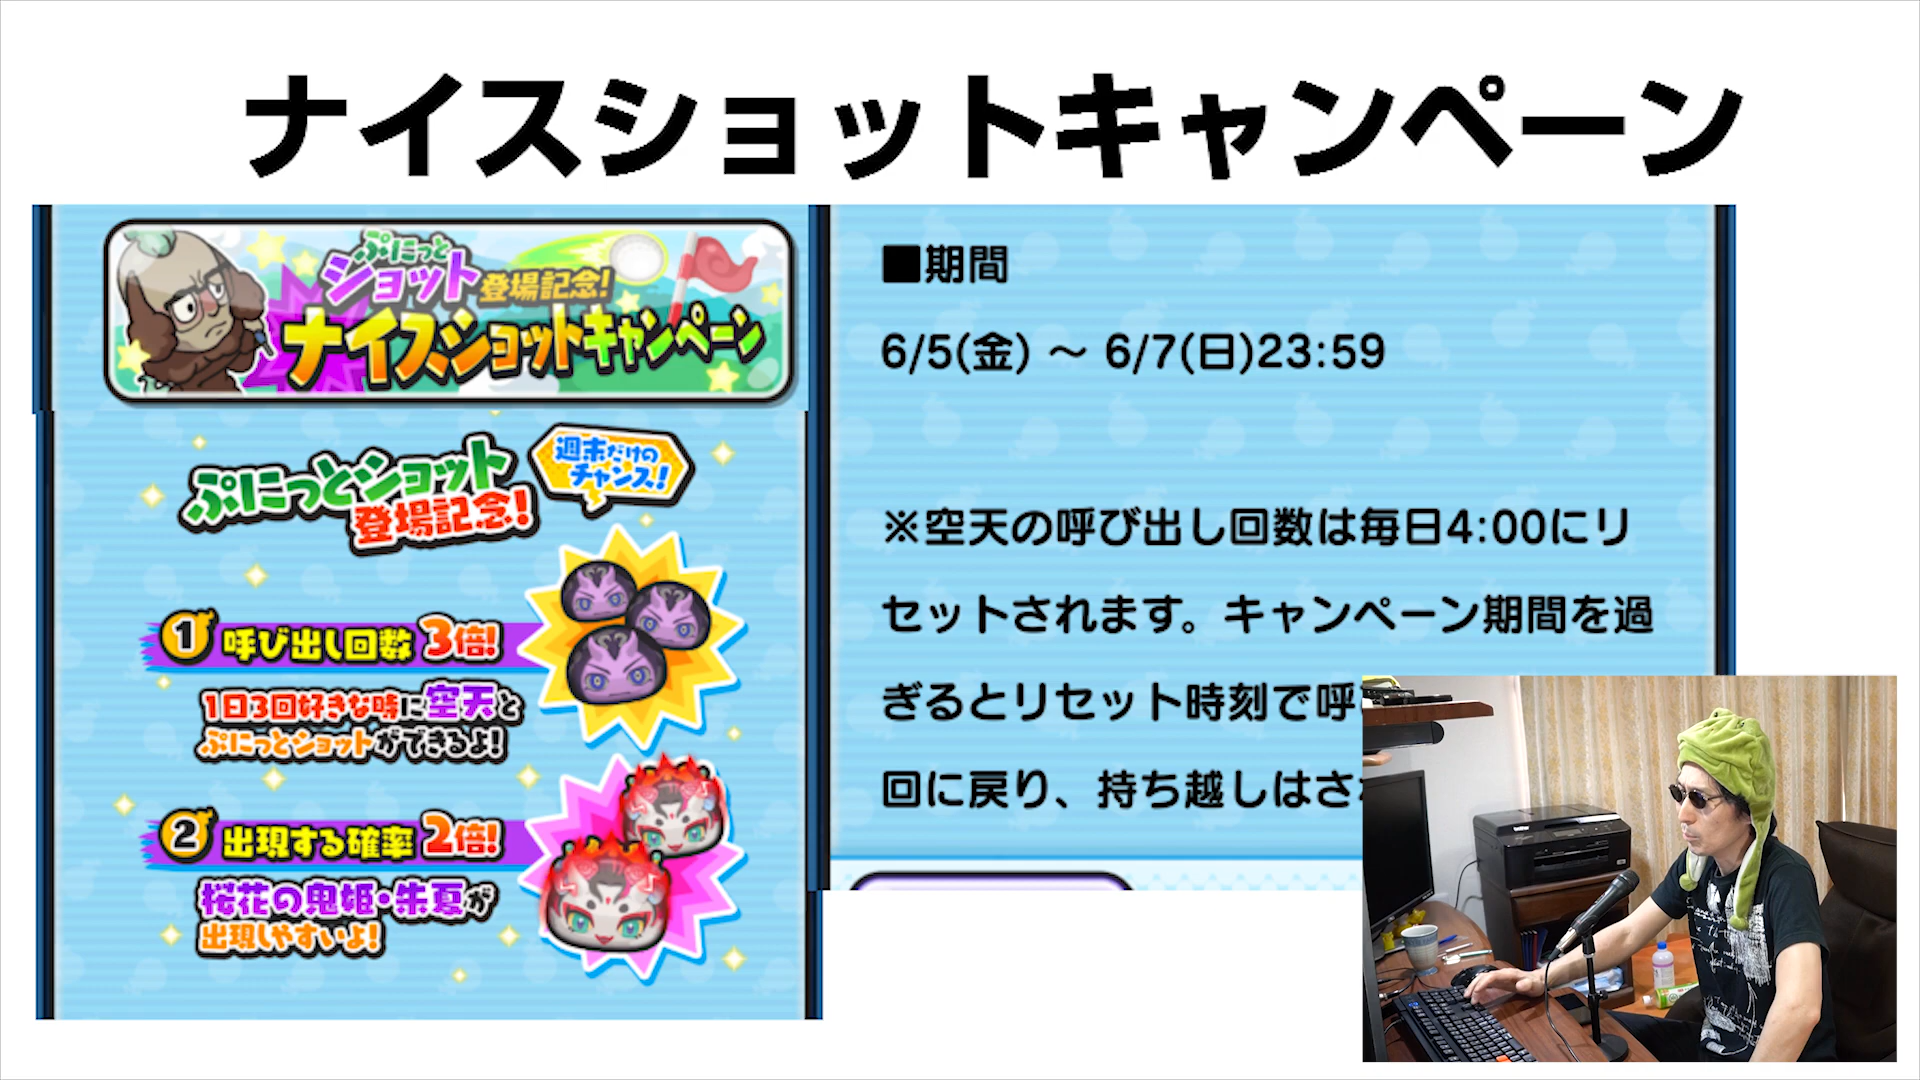 ナイスショットキャンペーン
ぷにっと
ショット登場記念!
ナイスショットキャンペーン
ぷにっとショット
登場記念!
週末だけの
チャンス!
1 呼び出し回数 3倍!
1日3回好きな時に空天と
ぷにっとショットができるよ!
2 出現する確率 2倍!
桜花の鬼姫・朱夏が
出現しやすいよ!
■期間
6/5(金) ～ 6/7(日)23:59
※空天の呼び出し回数は毎日4:00にリ
セットされます。キャンペーン期間を過
ぎるとリセット時刻で呼
回に戻り、持ち越しはさ
brother